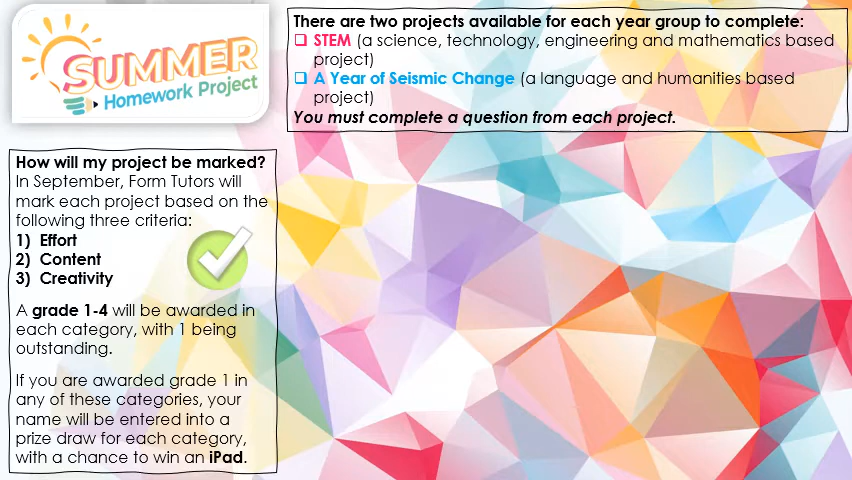 SUMMER
Homework Project
There are two projects available for each year group to complete:
❑ STEM (a science, technology, engineering and mathematics based
project)
❑ A Year of Seismic Change (a language and humanities based
project)
You must complete a question from each project.
How will my project be marked?
In September, Form Tutors will
mark each project based on the
following three criteria:
1) Effort
2) Content
3) Creativity
A grade 1-4 will be awarded in
each category, with 1 being
outstanding.
If you are awarded grade 1 in
any of these categories, your
name will be entered into a
prize draw for each category,
with a chance to win an iPad.